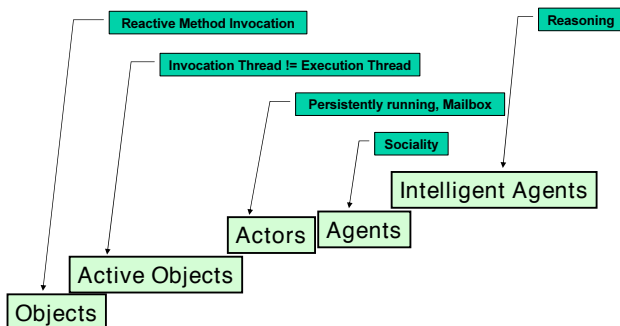 Reactive Method Invocation
Reasoning
Invocation Thread != Execution Thread
Persistently running, Mailbox
Sociality
Intelligent Agents
Agents
Actors
Active Objects
Objects